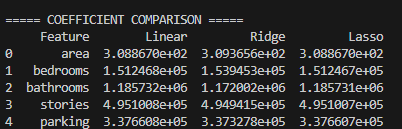 ===== COEFFICIENT COMPARISON =====
Feature Linear Ridge Lasso
0 area 3.088670e+02 3.093656e+02 3.088670e+02
1 bedrooms 1.512468e+05 1.539453e+05 1.512467e+05
2 bathrooms 1.185732e+06 1.172002e+06 1.185731e+06
3 stories 4.951008e+05 4.949415e+05 4.951007e+05
4 parking 3.376608e+05 3.373278e+05 3.376607e+05